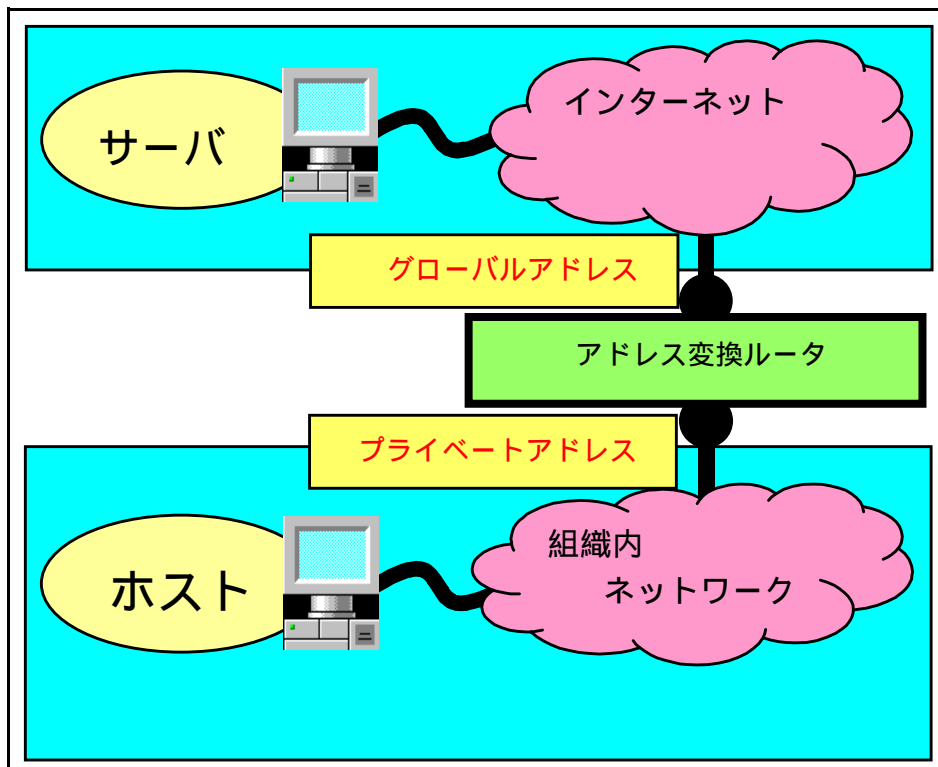 サーバ
インターネット
グローバルアドレス
アドレス変換ルータ
プライベートアドレス
ホスト
組織内
ネットワーク